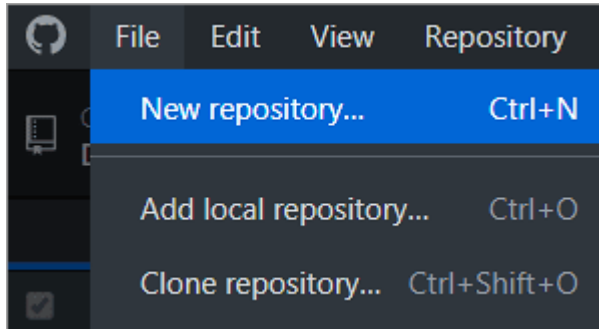 File Edit View Repository
New repository... Ctrl+N
Add local repository... Ctrl+O
Clone repository... Ctrl+Shift+O